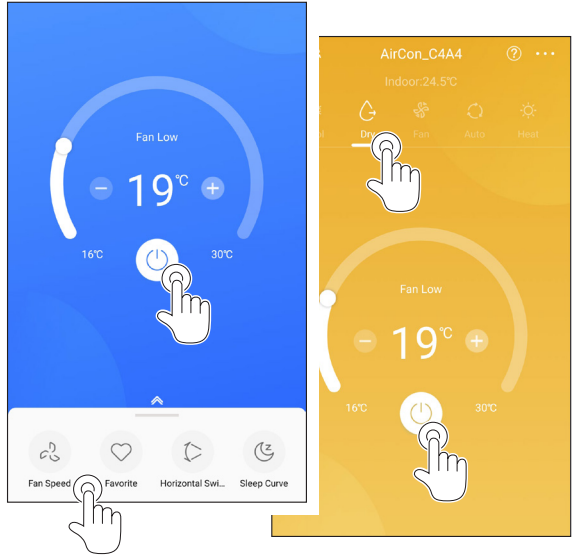 Fan Low
19℃
16℃
30℃
Fan Speed
Favorite
Horizontal Swi...
Sleep Curve
AirCon_C4A4
Indoor:24.5℃
Dry
Fan
Auto
Heat
Fan Low
19℃
16℃
30℃